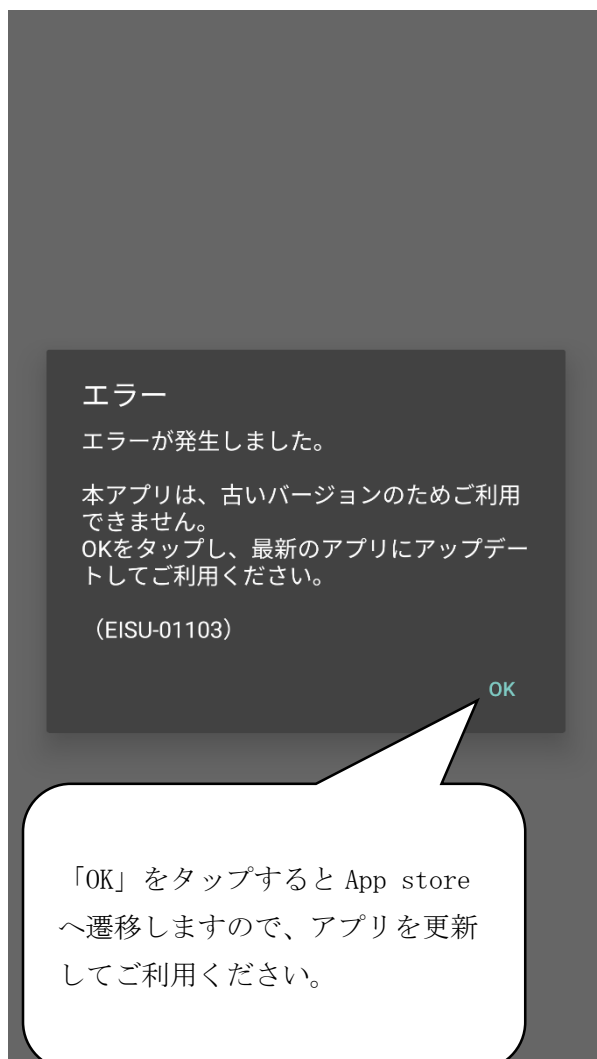 エラー
エラーが発生しました。
本アプリは、古いバージョンのためご利用
できません。
OKをタップし、最新のアプリにアップデー
トしてご利用ください。
（EISU-01103）
OK
「OK」をタップすると App store
へ遷移しますので、アプリを更新
してご利用ください。